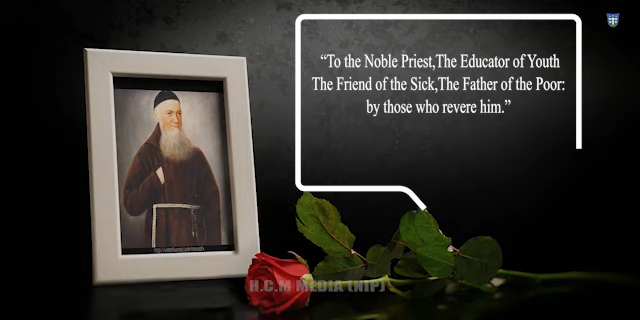 “To the Noble Priest,The Educator of Youth
The Friend of the Sick,The Father of the Poor:
by those who revere him.”
H.C.M MEDIA (NIP)